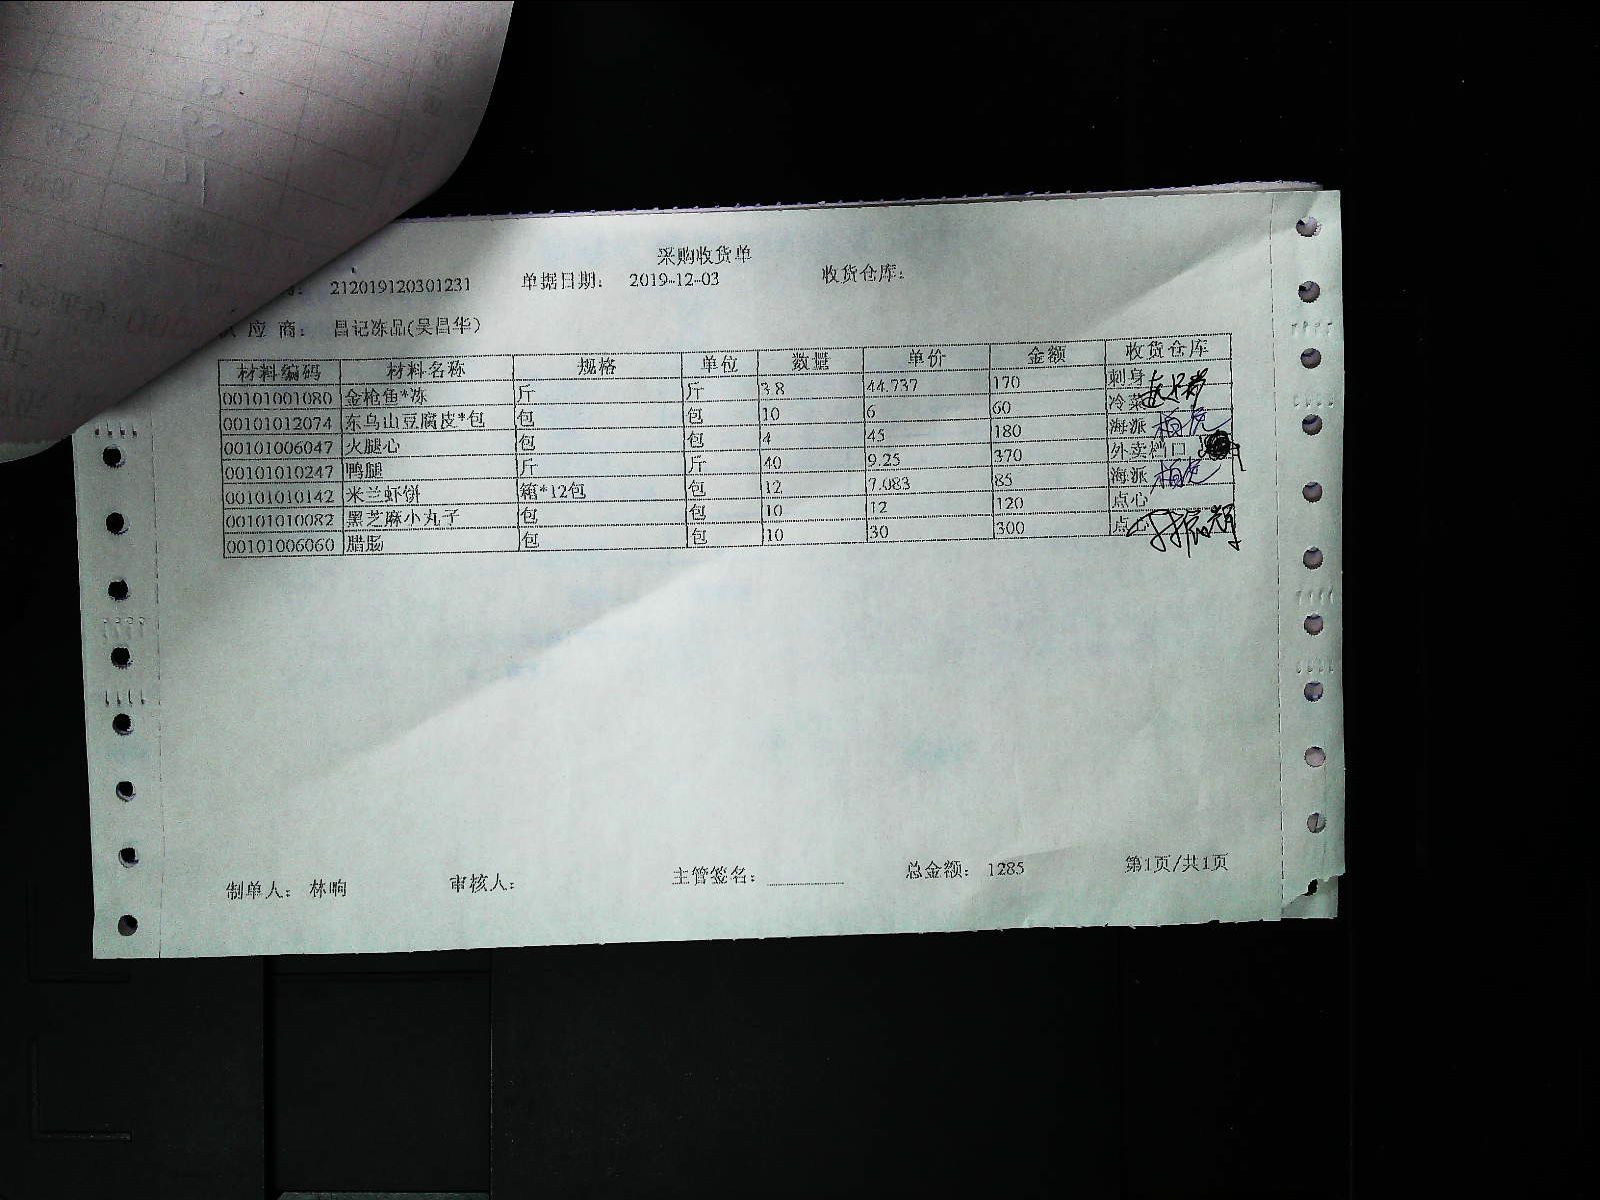 采购收货单
212019120301231 单据日期： 2019-12-03 收货仓库：
应 商： 昌记冻品(吴昌华)
材料编码 材料名称 规格 单位 数量 单价 金额 收货仓库
00101001080 金枪鱼*冻 斤 斤 3.8 44.737 170 刺身
00101012074 东乌山豆腐皮*包 包 包 10 6 60 冷菜
00101006047 火腿心 包 包 4 45 180 海派
00101010247 鸭腿 斤 斤 40 9.25 370 外卖档口
00101010142 米兰虾饼 箱*12包 包 12 7.083 85 海派
00101010082 黑芝麻小丸子 包 包 10 12 120 点心
00101006060 腊肠 包 包 10 30 300 点心
制单人： 林响 审核人： 主管签名： 总金额： 1285 第1页/共1页